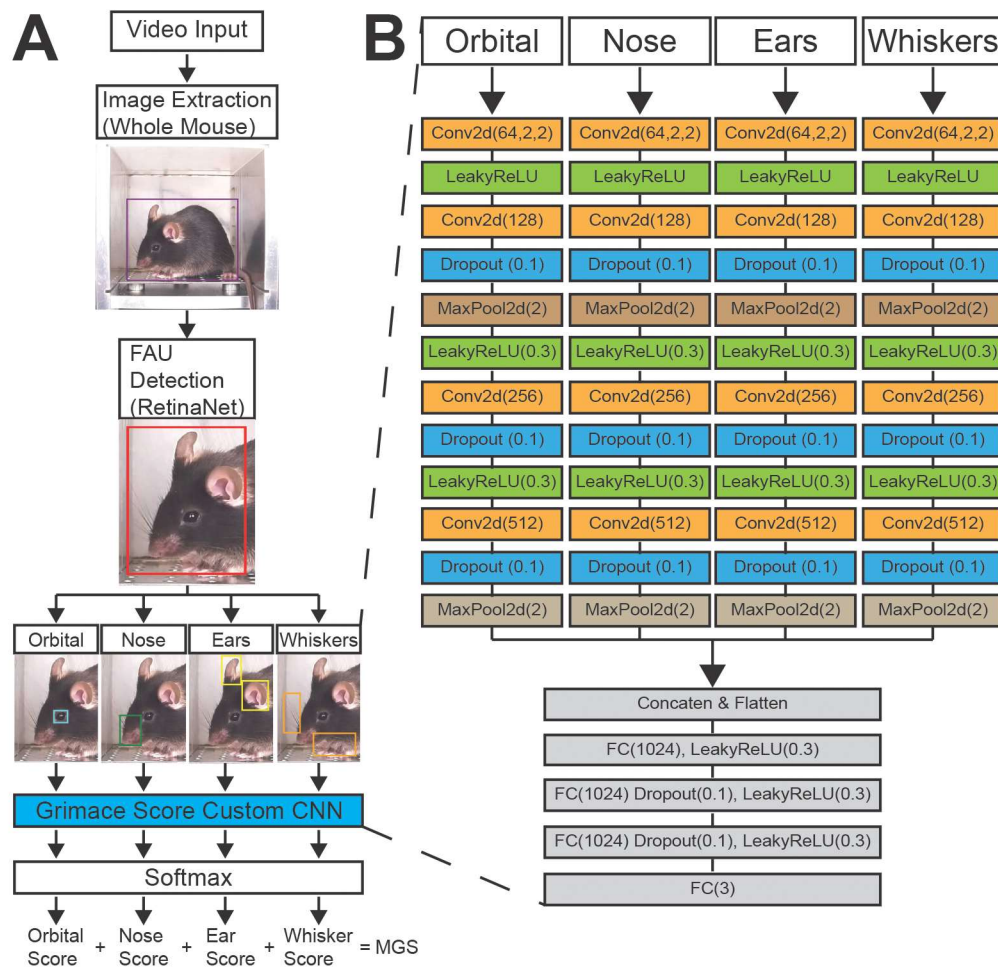 A
Video Input
Image Extraction
(Whole Mouse)
FAU
Detection
(RetinaNet)
Orbital Nose Ears Whiskers
Grimace Score Custom CNN
Softmax
Orbital Score + Nose Score + Ear Score + Whisker Score = MGS
B
Orbital Nose Ears Whiskers
Conv2d(64,2,2) Conv2d(64,2,2) Conv2d(64,2,2) Conv2d(64,2,2)
LeakyReLU LeakyReLU LeakyReLU LeakyReLU
Conv2d(128) Conv2d(128) Conv2d(128) Conv2d(128)
Dropout (0.1) Dropout (0.1) Dropout (0.1) Dropout (0.1)
MaxPool2d(2) MaxPool2d(2) MaxPool2d(2) MaxPool2d(2)
LeakyReLU(0.3) LeakyReLU(0.3) LeakyReLU(0.3) LeakyReLU(0.3)
Conv2d(256) Conv2d(256) Conv2d(256) Conv2d(256)
Dropout (0.1) Dropout (0.1) Dropout (0.1) Dropout (0.1)
LeakyReLU(0.3) LeakyReLU(0.3) LeakyReLU(0.3) LeakyReLU(0.3)
Conv2d(512) Conv2d(512) Conv2d(512) Conv2d(512)
Dropout (0.1) Dropout (0.1) Dropout (0.1) Dropout (0.1)
MaxPool2d(2) MaxPool2d(2) MaxPool2d(2) MaxPool2d(2)
Concaten & Flatten
FC(1024), LeakyReLU(0.3)
FC(1024) Dropout(0.1), LeakyReLU(0.3)
FC(1024) Dropout(0.1), LeakyReLU(0.3)
FC(3)